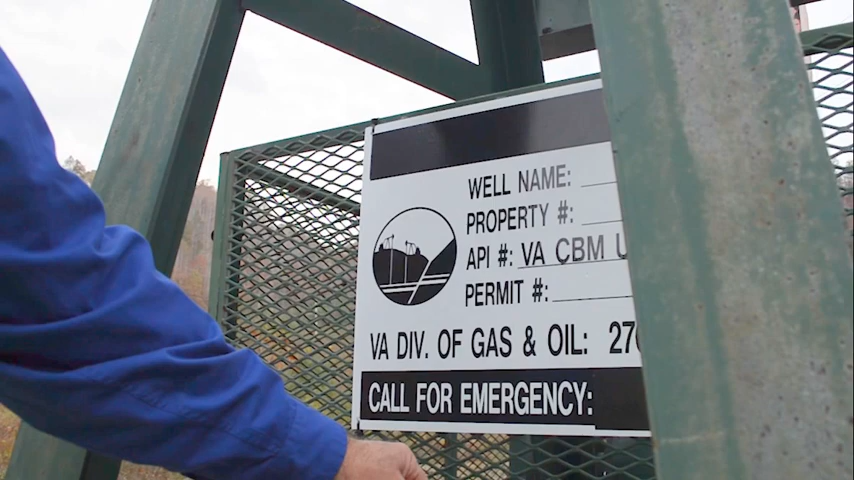 WELL NAME:
PROPERTY #:
API #: VA CBM U
PERMIT #:
VA DIV. OF GAS & OIL: 27
CALL FOR EMERGENCY: